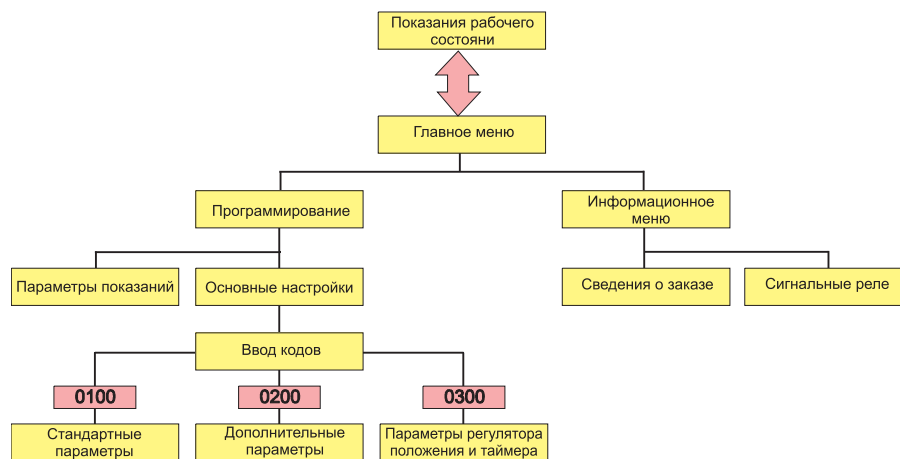 Показания рабочего
состояни
Главное меню
Программирование
Информационное
меню
Параметры показаний
Основные настройки
Сведения о заказе
Сигнальные реле
Ввод кодов
0100
0200
0300
Стандартные
параметры
Дополнительные
параметры
Параметры регулятора
положения и таймера